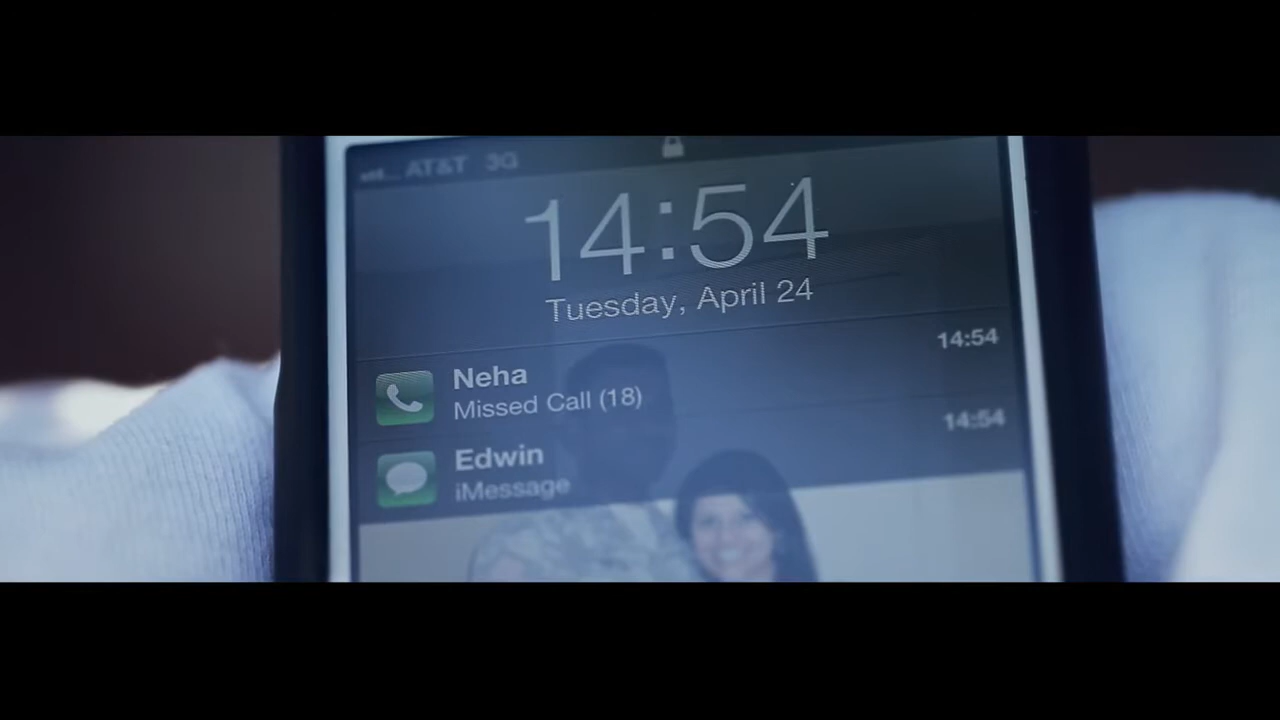 AT&T 3G
14:54
Tuesday, April 24
14:54
Neha
Missed Call (18)
14:54
Edwin
iMessage